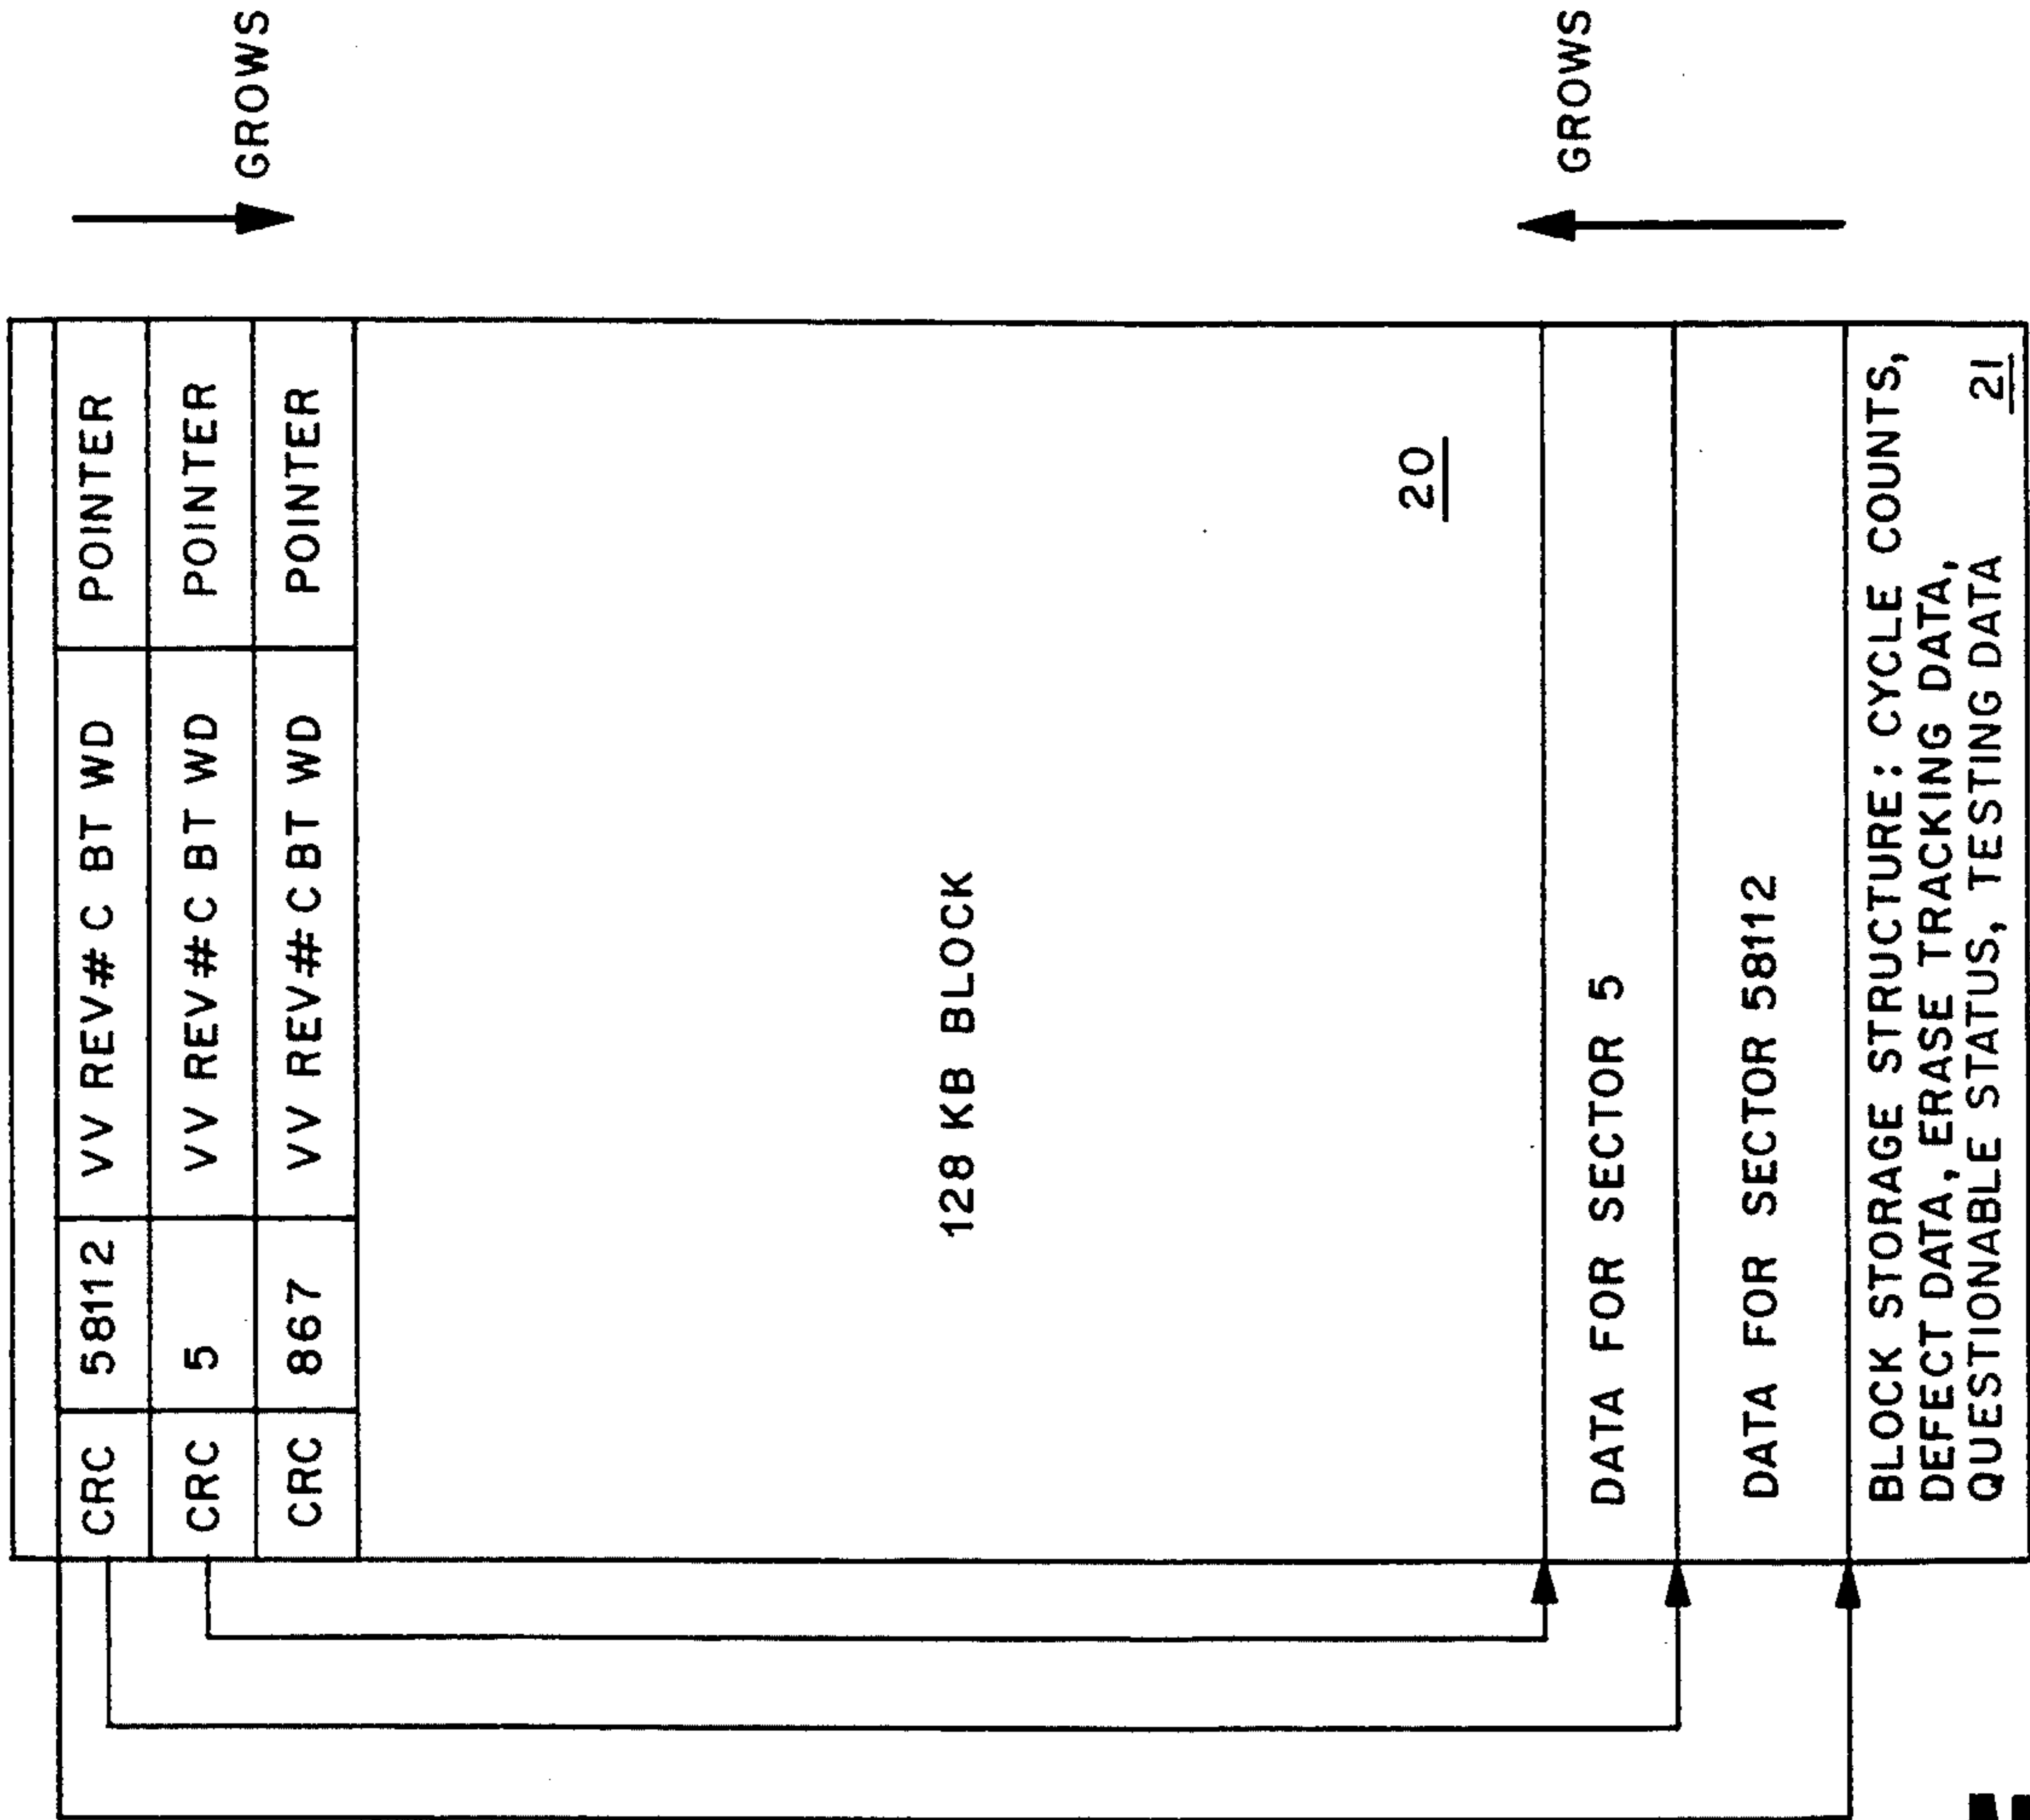 CRC 58112 VV REV# C BT WD POINTER
CRC 5 VV REV# C BT WD POINTER
CRC 867 VV REV# C BT WD POINTER
GROWS
128 KB BLOCK
20
GROWS
DATA FOR SECTOR 5
DATA FOR SECTOR 58112
BLOCK STORAGE STRUCTURE: CYCLE COUNTS,
DEFECT DATA, ERASE TRACKING DATA,
QUESTIONABLE STATUS, TESTING DATA
21